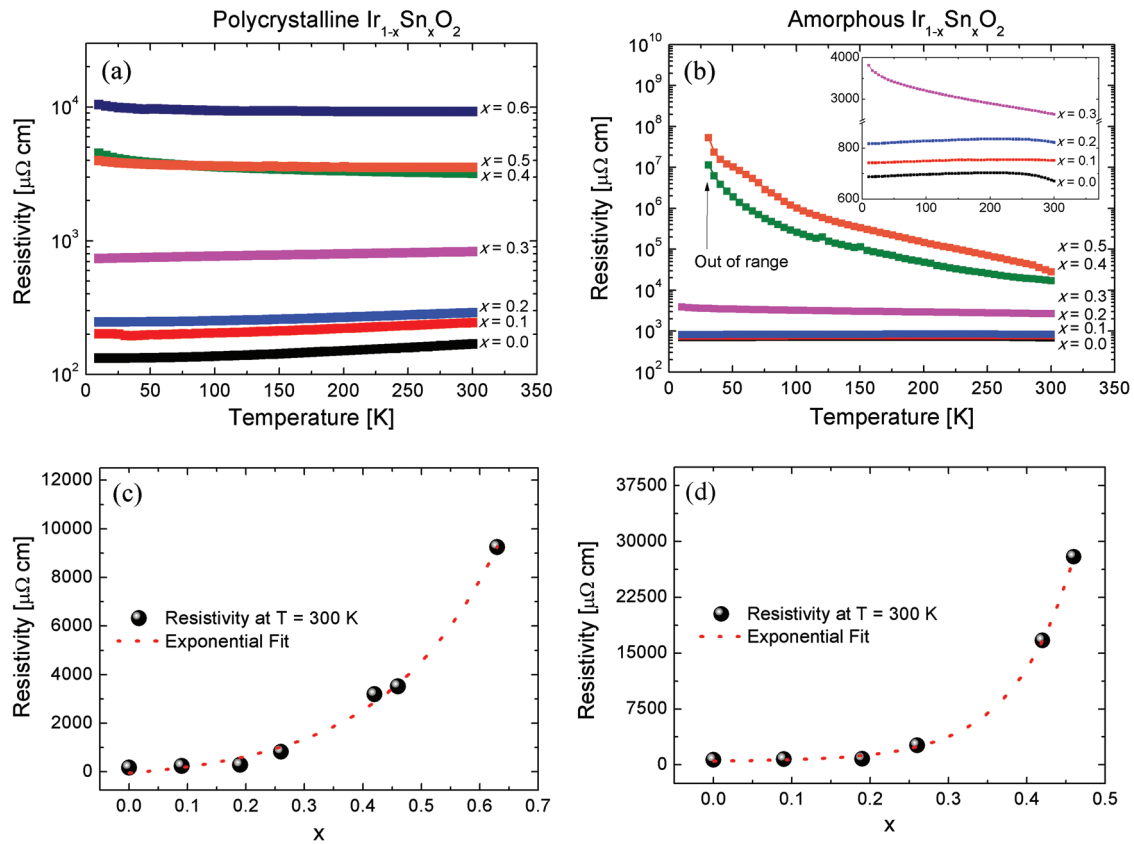 Polycrystalline Ir1-xSnxO2
(a)
Resistivity [μΩ cm]
10^4
10^3
10^2
x = 0.6
x = 0.5
x = 0.4
x = 0.3
x = 0.2
x = 0.1
x = 0.0
0 50 100 150 200 250 300 350
Temperature [K]
Amorphous Ir1-xSnxO2
(b)
Resistivity [μΩ cm]
10^10
10^9
10^8
10^7
10^6
10^5
10^4
10^3
10^2
Out of range
4000
3000
800
600
x = 0.3
x = 0.2
x = 0.1
x = 0.0
0 100 200 300
x = 0.5
x = 0.4
x = 0.3
x = 0.2
x = 0.1
x = 0.0
0 50 100 150 200 250 300 350
Temperature [K]
(c)
Resistivity [μΩ cm]
12000
10000
8000
6000
4000
2000
0
Resistivity at T = 300 K
Exponential Fit
0.0 0.1 0.2 0.3 0.4 0.5 0.6 0.7
x
(d)
Resistivity [μΩ cm]
37500
30000
22500
15000
7500
0
Resistivity at T = 300 K
Exponential Fit
0.0 0.1 0.2 0.3 0.4 0.5
x